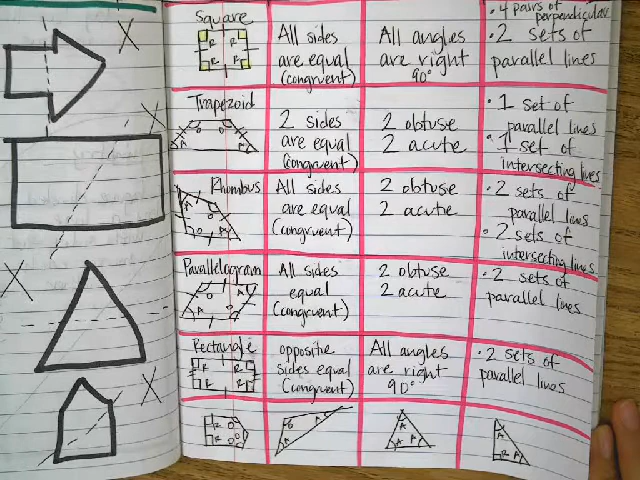 Square
All sides
are equal
(congruent)
All angles
are right
90°
• 4 pairs of
perpendicular
• 2 sets of
parallel lines
Trapezoid
2 sides
are equal
(congruent)
2 obtuse
2 acute
• 1 set of
parallel lines
• 1 set of
intersecting lines
Rhombus
All sides
are equal
(congruent)
2 obtuse
2 acute
• 2 sets of
parallel lines
• 2 sets of
intersecting lines
Parallelogram
All sides
equal
(congruent)
2 obtuse
2 acute
• 2 sets of
parallel lines
Rectangle
opposite
sides equal
(congruent)
All angles
are right
90°
• 2 sets of
parallel lines